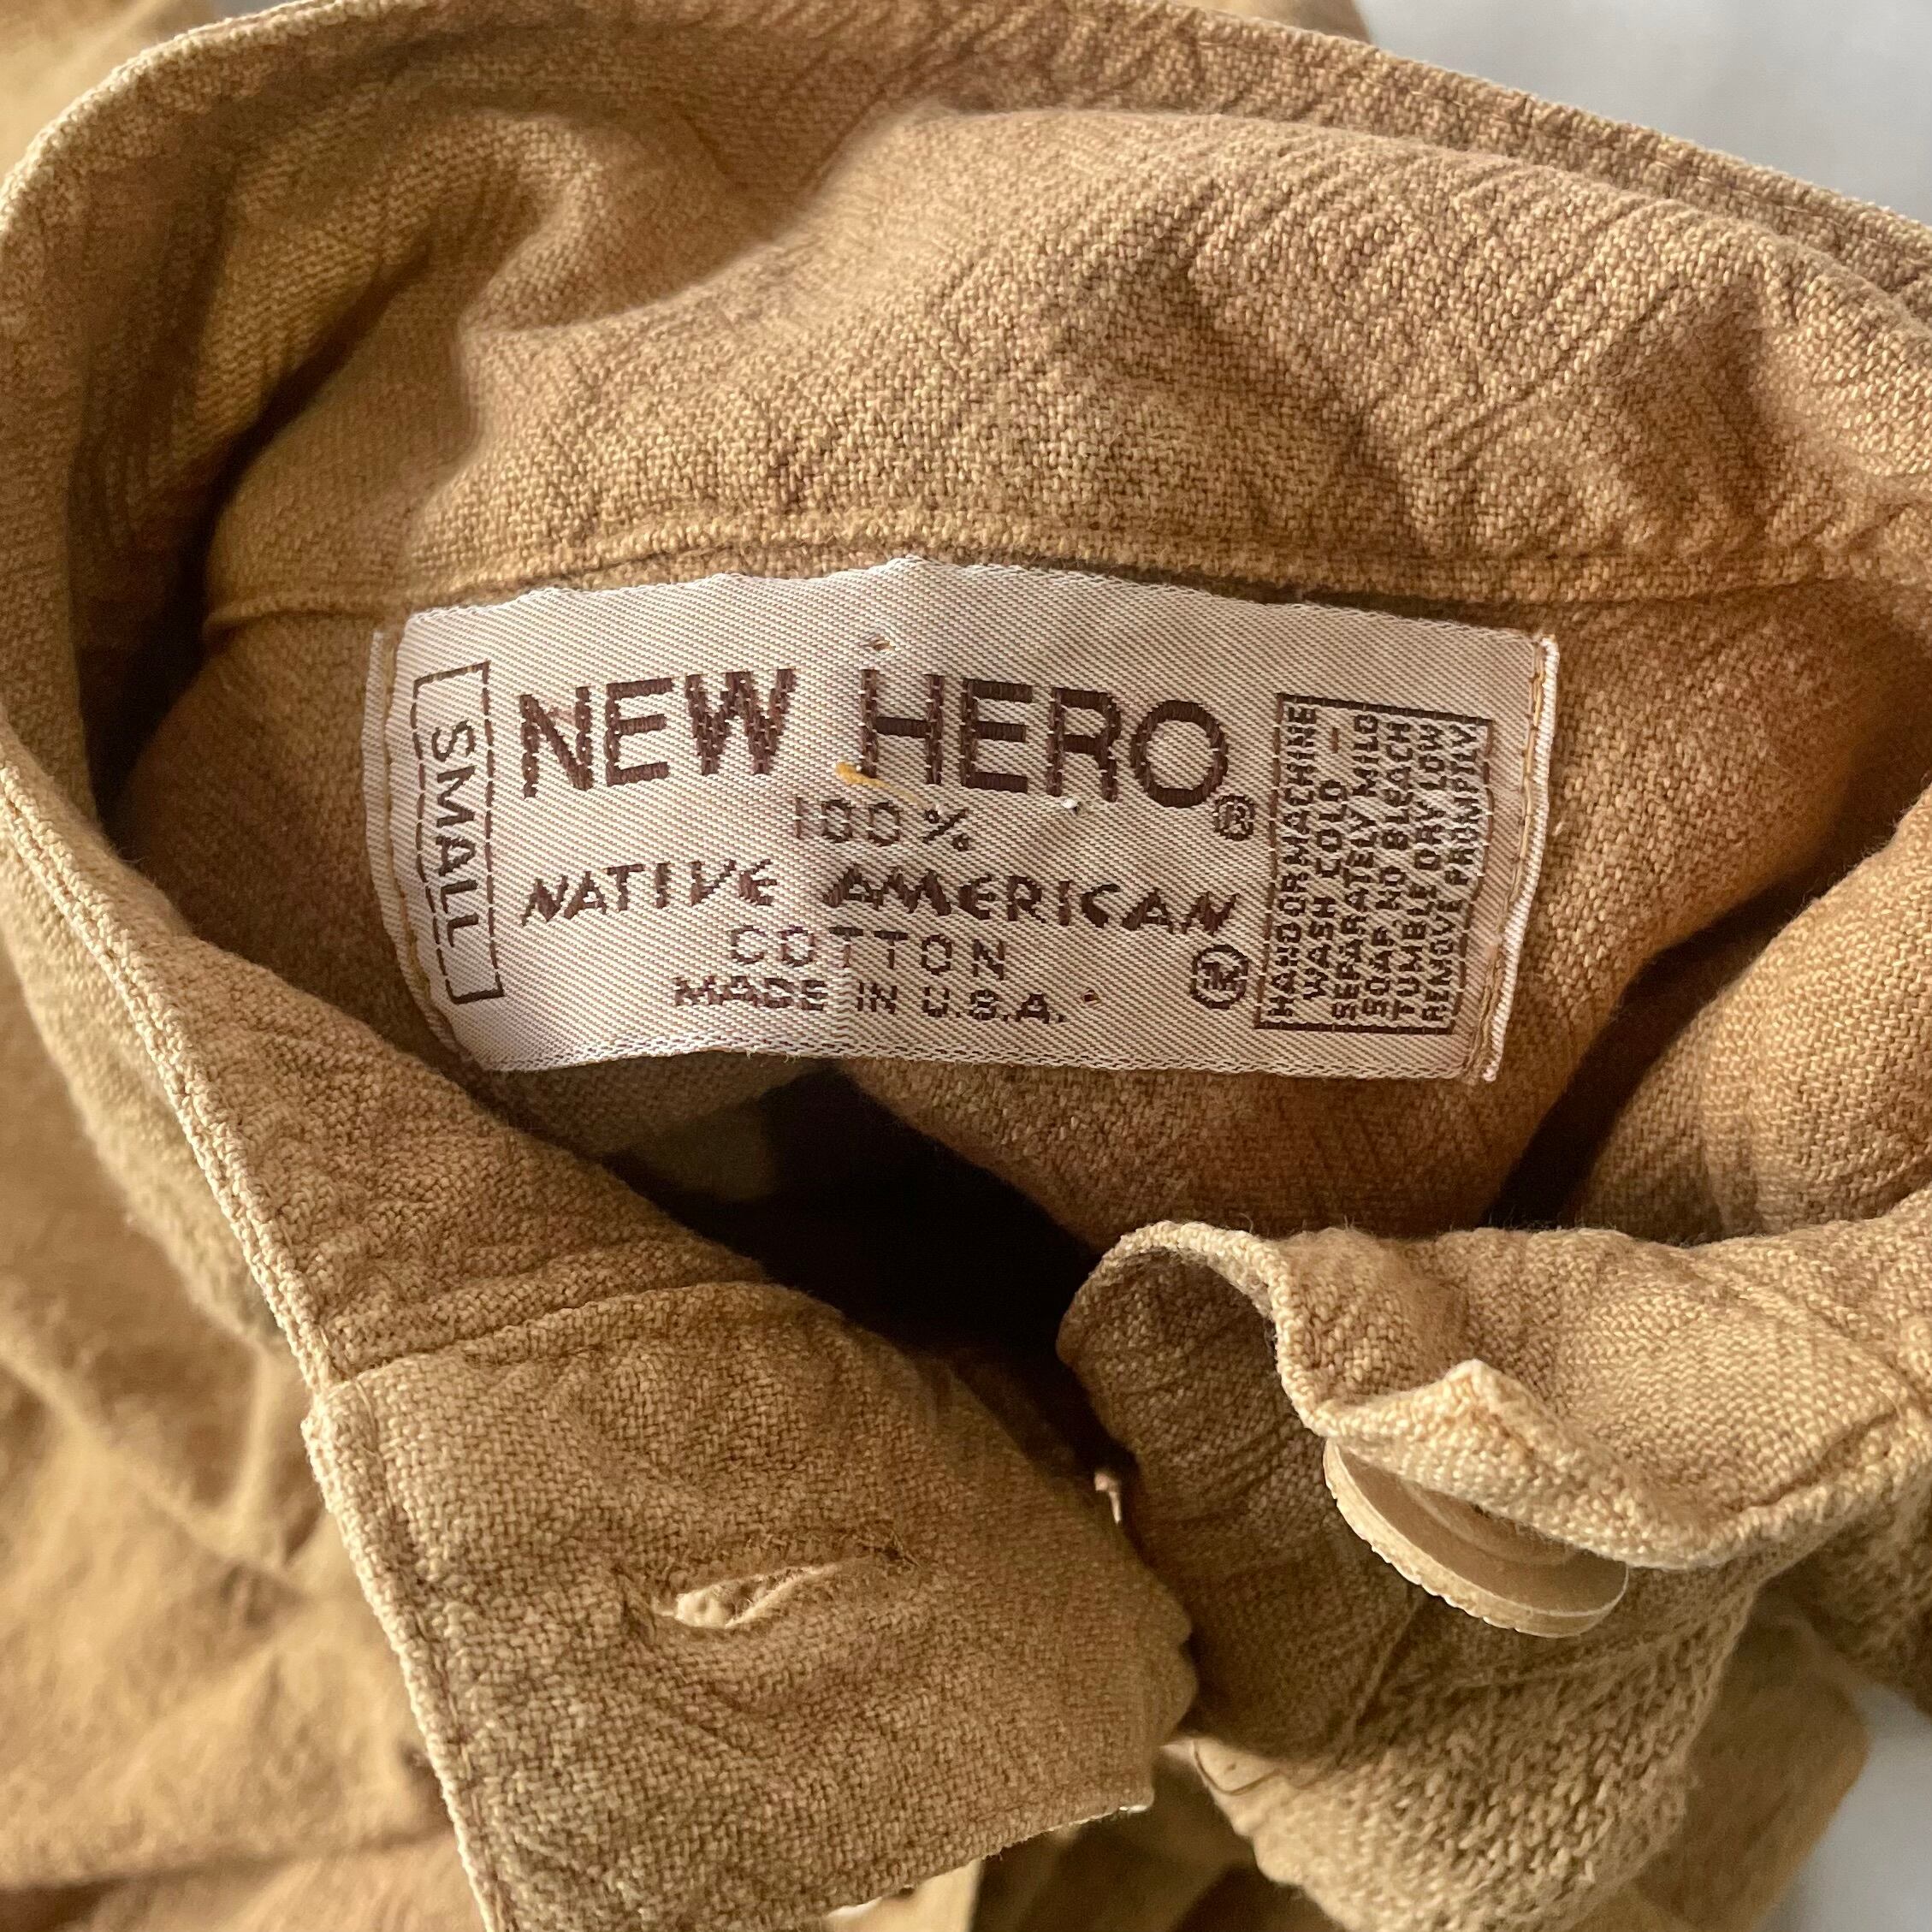 SMALL
NEW HERO®
100%
NATIVE AMERICAN
COTTON
MADE IN U.S.A.
HAND OR MACHINE
WASH COLD -
SEPARATELY MILD
SOAP NO BLEACH
TUMBLE DRY LOW
REMOVE PROMPTLY